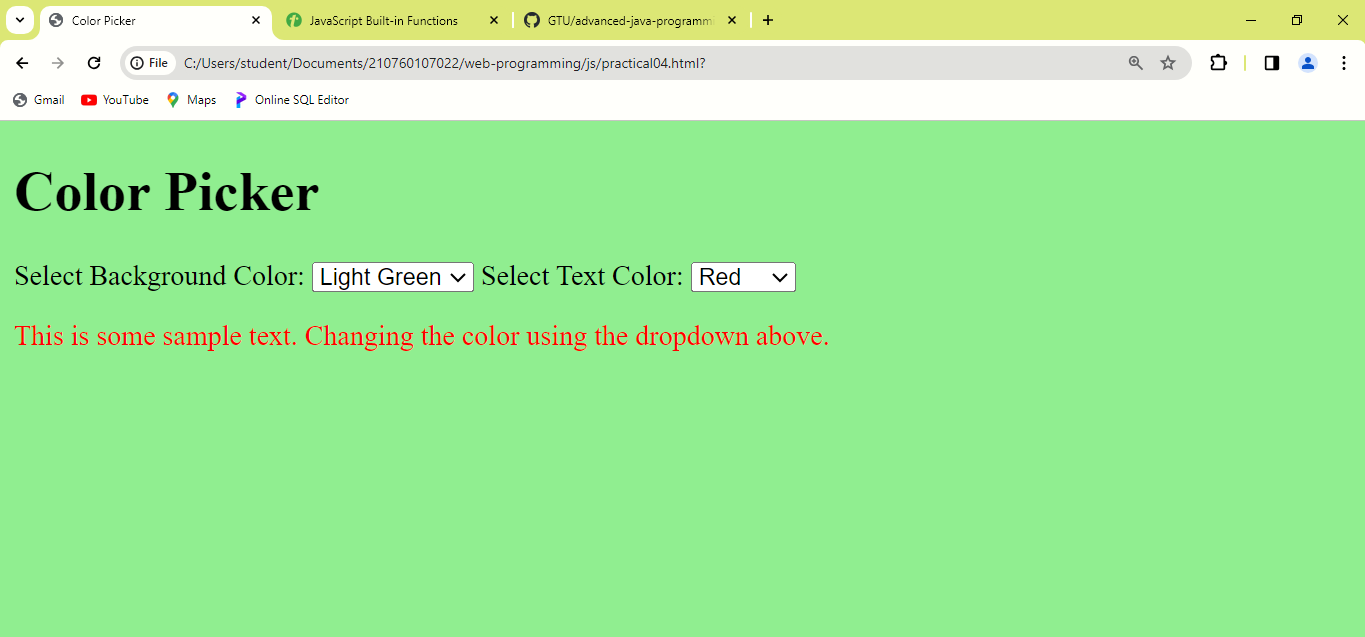 Color Picker
JavaScript Built-in Functions
GTU/advanced-java-programm
File
C:/Users/student/Documents/210760107022/web-programming/js/practical04.html?
Gmail
YouTube
Maps
Online SQL Editor
Color Picker
Select Background Color: Light Green Select Text Color: Red
This is some sample text. Changing the color using the dropdown above.